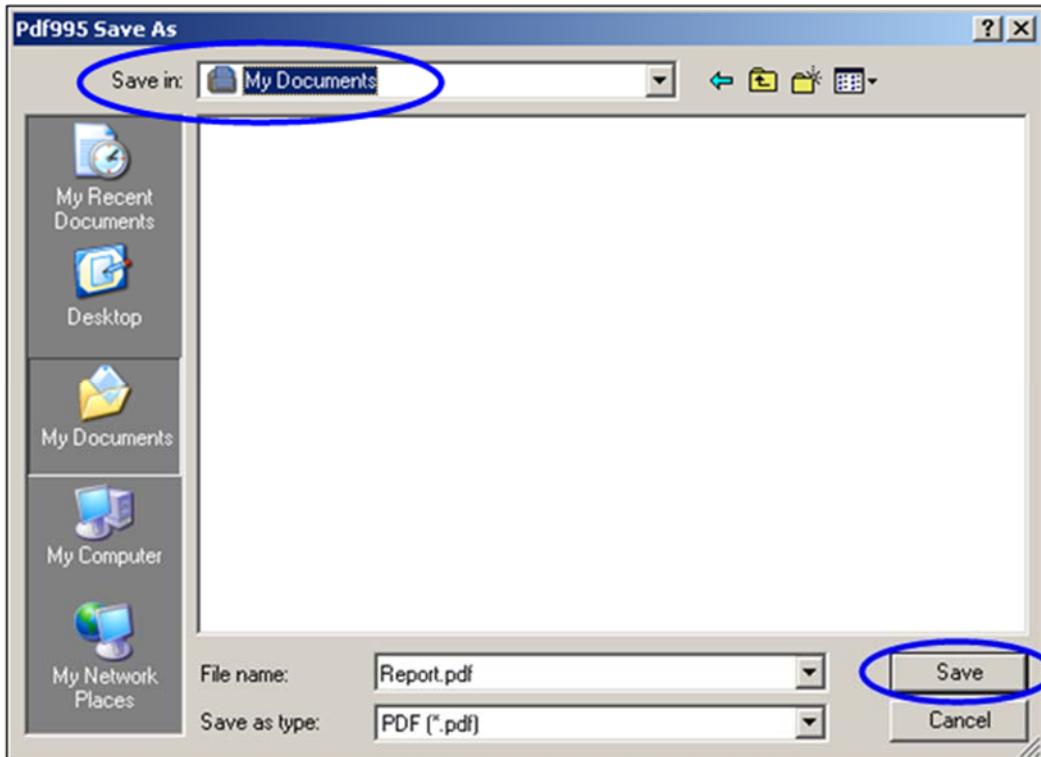 Pdf995 Save As
Save in: My Documents
My Recent
Documents
Desktop
My Documents
My Computer
My Network
Places
File name: Report.pdf Save
Save as type: PDF (*.pdf) Cancel